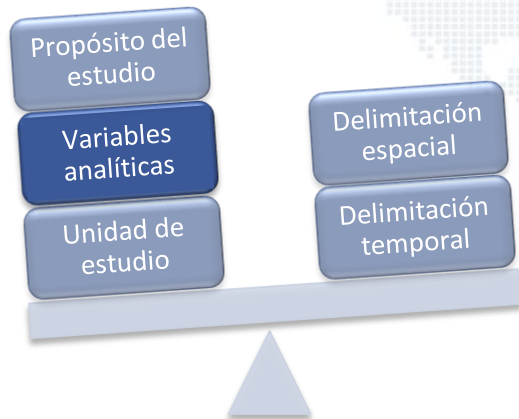 Propósito del
estudio
Variables
analíticas
Unidad de
estudio
Delimitación
espacial
Delimitación
temporal